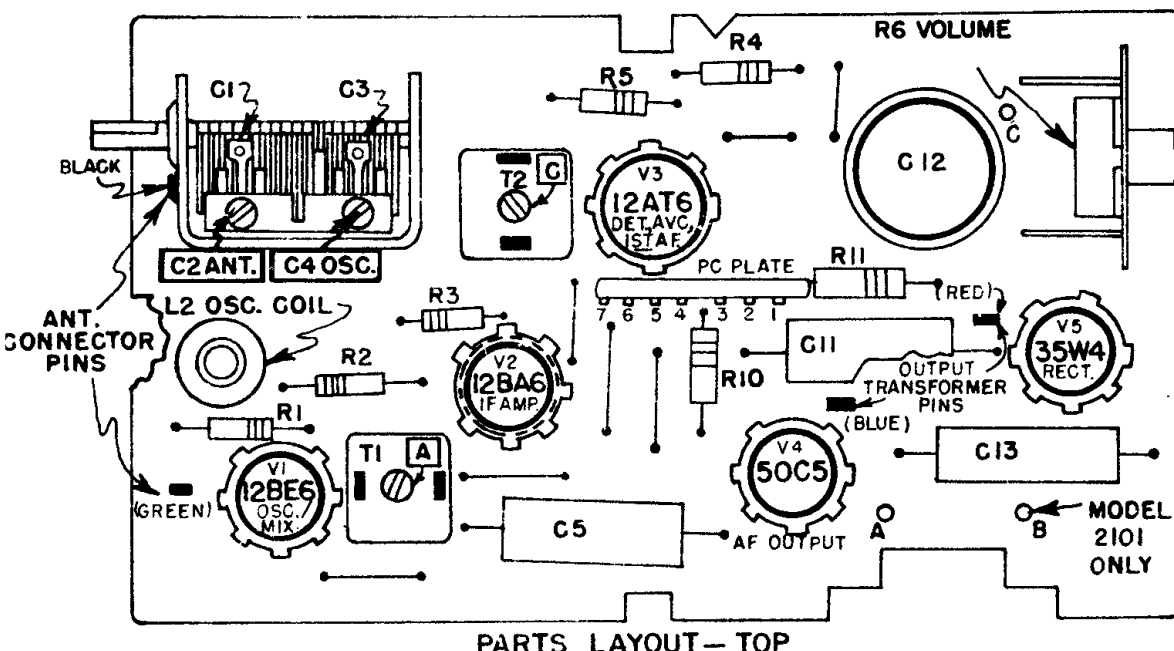 R6 VOLUME
R4
R5
C1
C3
C
BLACK
C12
V3
12AT6
DET., AVC,
1ST AF.
T2
C
C2 ANT.
C4 OSC.
PC PLATE
R11
(RED)
7 6 5 4 3 2 1
L2 OSC. COIL
R3
ANT.
CONNECTOR
PINS
V5
35W4
RECT.
C11
R2
V2
12BA6
IF AMP.
R10
OUTPUT
TRANSFORMER
PINS
(BLUE)
R1
T1
A
V4
50C5
C13
V1
12BE6
OSC./
MIX.
(GREEN)
C5
AF OUTPUT
A
B
MODEL
2101
ONLY
PARTS LAYOUT – TOP